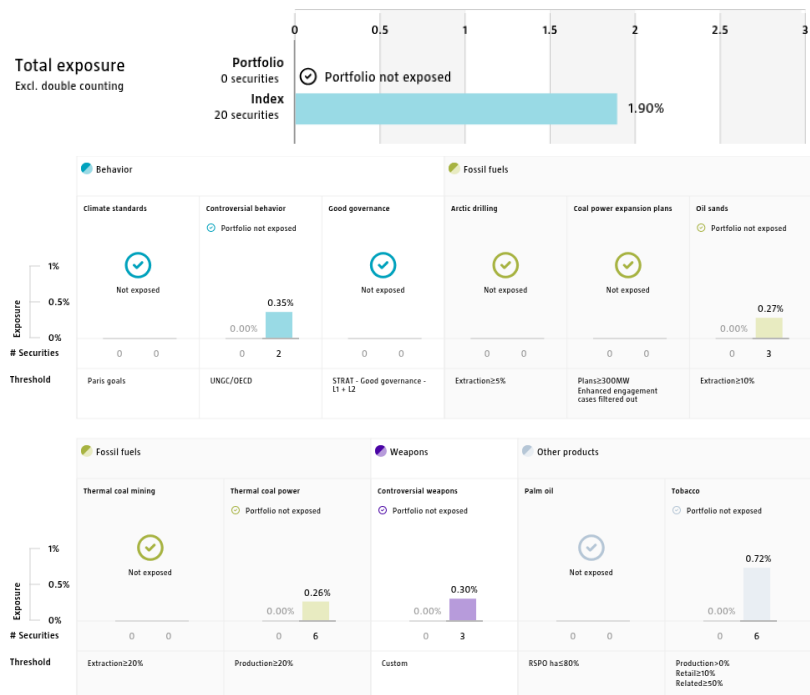 0 0.5 1 1.5 2 2.5 3
Total exposure
Excl. double counting
Portfolio
0 securities
Portfolio not exposed
Index
20 securities
1.90%
Behavior
Fossil fuels
Climate standards
Controversial behavior
Good governance
Arctic drilling
Coal power expansion plans
Oil sands
Portfolio not exposed
Portfolio not exposed
Not exposed
Not exposed
Not exposed
Not exposed
Exposure
1%
0.5%
0%
0.00%
0.35%
0.00%
0.27%
# Securities
0 0 0 2 0 0 0 0 0 0 0 3
Threshold
Paris goals
UNGC/OECD
STRAT - Good governance -
L1 + L2
Extraction≥5%
Plans≥300MW
Enhanced engagement
cases filtered out
Extraction≥10%
Fossil fuels
Weapons
Other products
Thermal coal mining
Thermal coal power
Controversial weapons
Palm oil
Tobacco
Portfolio not exposed
Portfolio not exposed
Portfolio not exposed
Not exposed
Not exposed
Exposure
1%
0.5%
0%
0.00%
0.26%
0.00%
0.30%
0.00%
0.72%
# Securities
0 0 0 6 0 3 0 0 0 6
Threshold
Extraction≥20%
Production≥20%
Custom
RSPO ha≤80%
Production>0%
Retail≥10%
Related≥50%